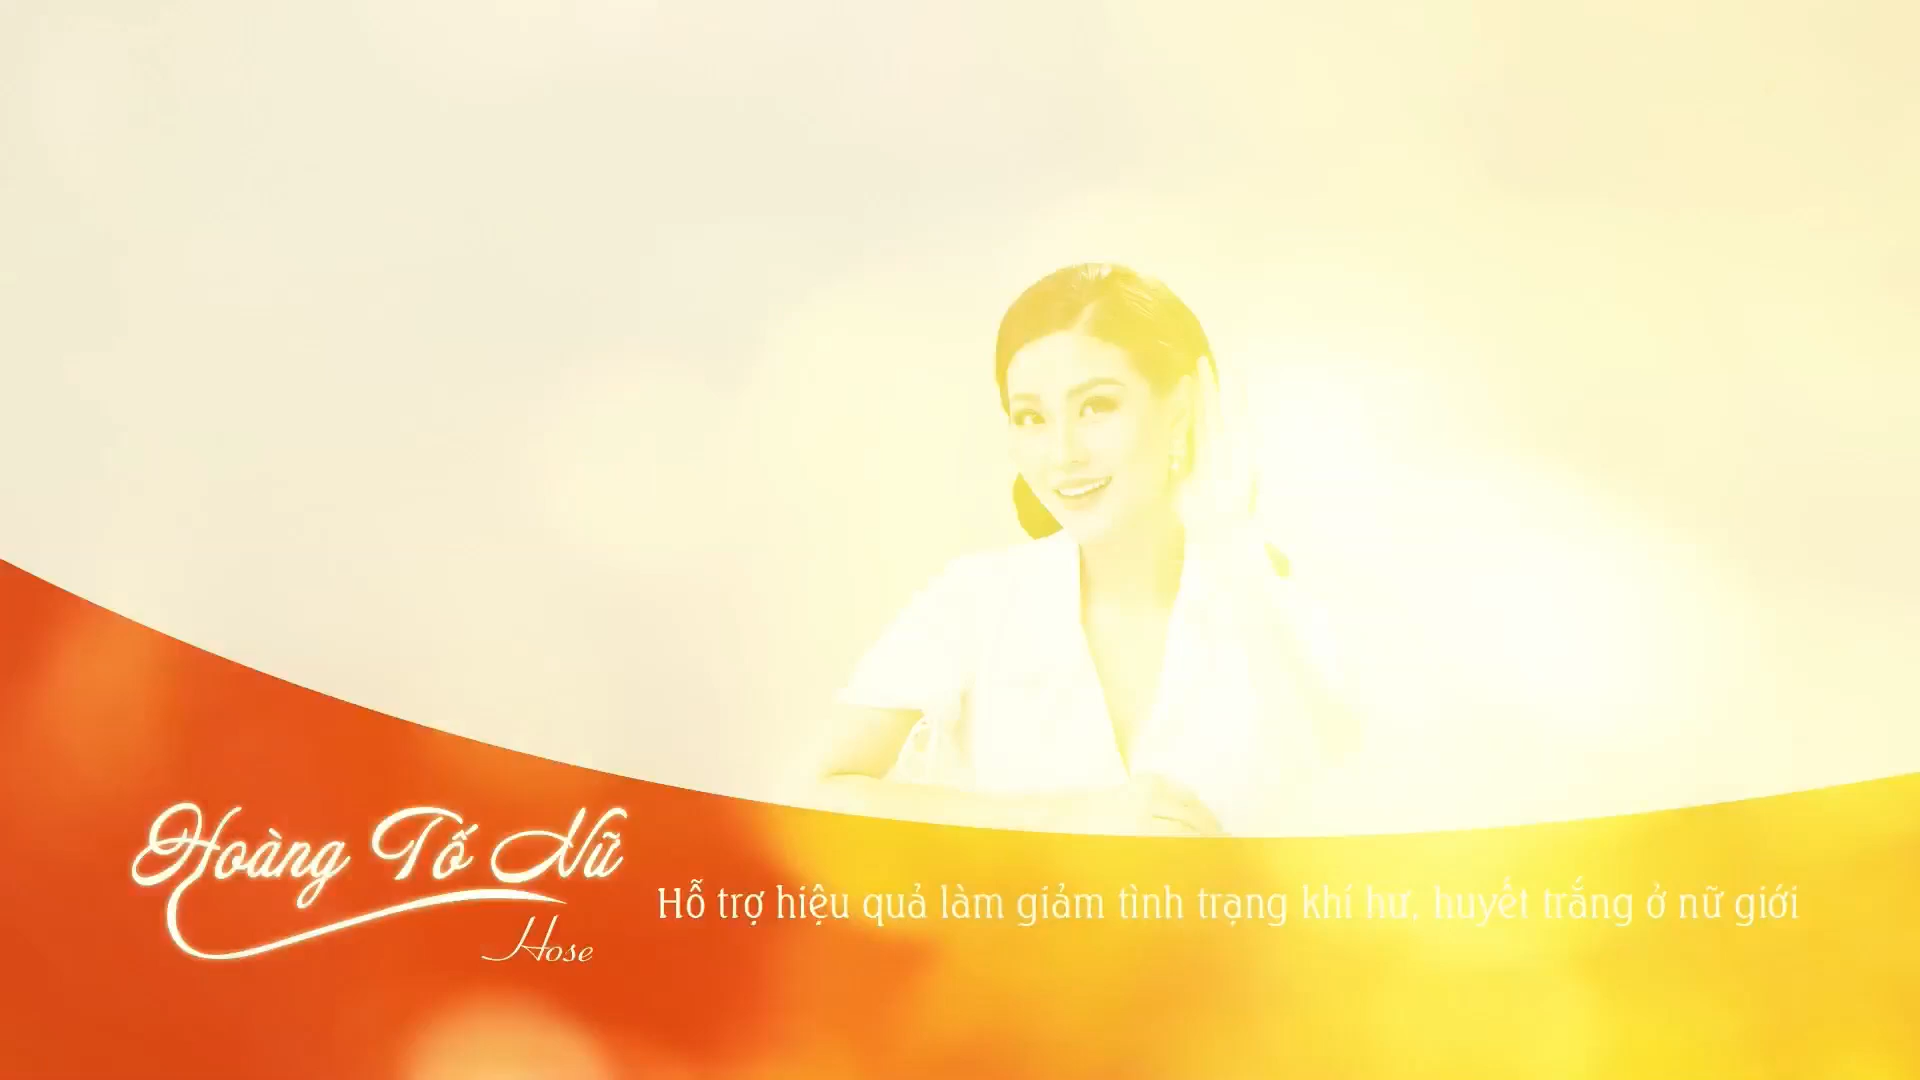 Hoàng Tố Nữ
Hose
Hỗ trợ hiệu quả làm giảm tình trạng khí hư, huyết trắng ở nữ giới